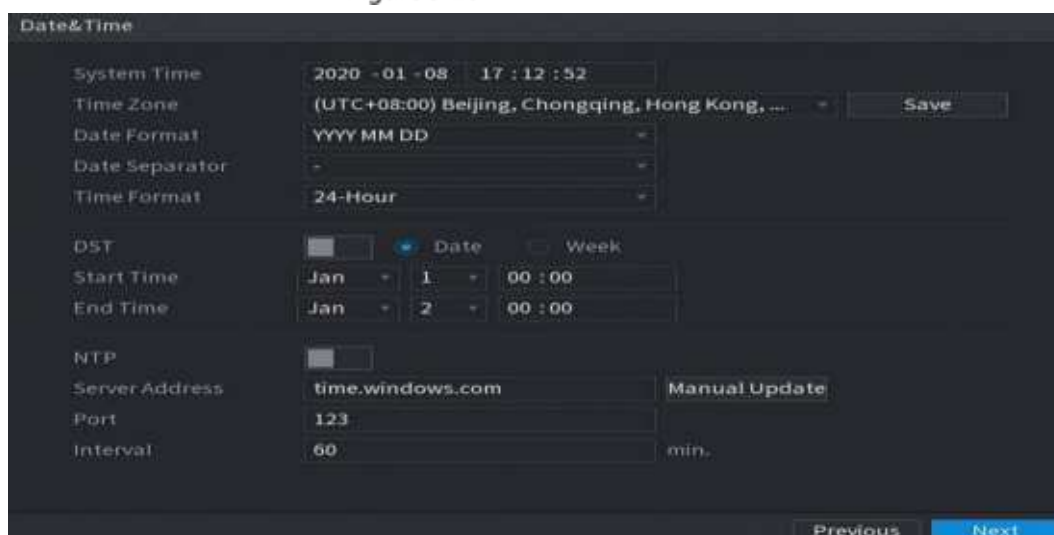 Date&Time
System Time 2020 -01 -08 17 : 12 : 52
Time Zone (UTC+08:00) Beijing, Chongqing, Hong Kong, ... Save
Date Format YYYY MM DD
Date Separator -
Time Format 24-Hour
DST Date Week
Start Time Jan 1 00 : 00
End Time Jan 2 00 : 00
NTP
Server Address time.windows.com Manual Update
Port 123
Interval 60 min.
Previous Next